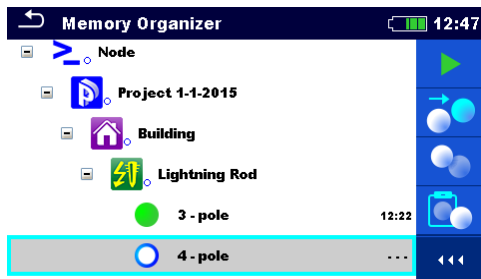 Memory Organizer 12:47
Node
Project 1-1-2015
Building
Lightning Rod
3 - pole 12:22
4 - pole ---